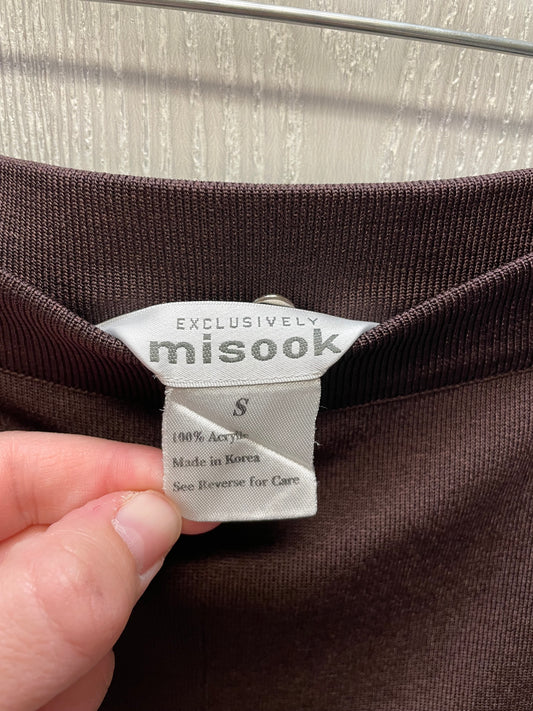 EXCLUSIVELY
misook
S
100% Acrylic
Made in Korea
See Reverse for Care